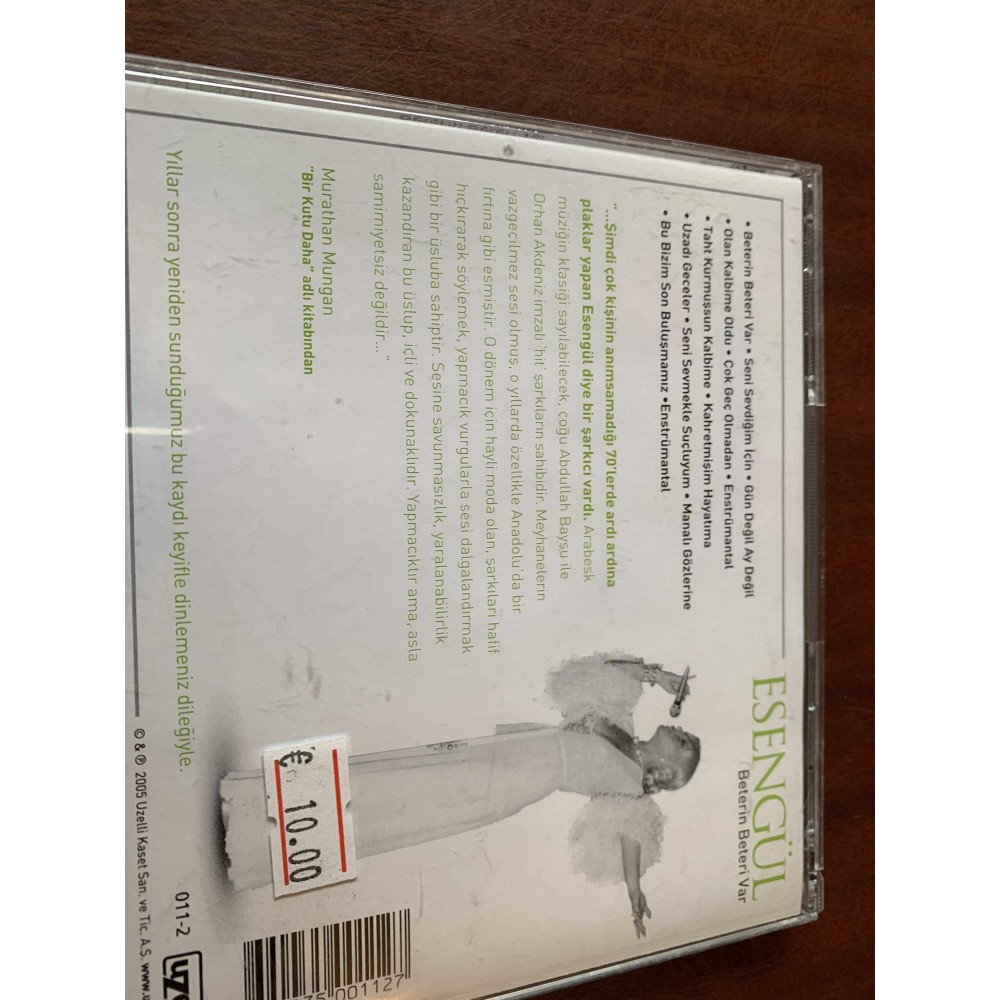 ESENGÜL
Beterin Beteri Var
• Beterin Beteri Var • Seni Sevdiğim İçin • Gün Değil Ay Değil
• Olan Kalbime Oldu • Çok Geç Olmadan • Enstrümantal
• Taht Kurmuşsun Kalbime • Kahretmişim Hayatıma
• Uzadı Geceler • Seni Sevmekle Suçluyum • Manalı Gözlerine
• Bu Bizim Son Buluşmamız • Enstrümantal
"...Şimdi çok kişinin anımsamadığı 70'lerde ardı ardına
plaklar yapan Esengül diye bir şarkıcı vardı. Arabesk
müziğin klasiği sayılabilecek, çoğu Abdullah Bayşu ile
Orhan Akdeniz imzalı 'hit' şarkıların sahibidir. Meyhanelerin
vazgeçilmez sesi olmuş, o yıllarda özellikle Anadolu'da bir
fırtına gibi esmiştir. O dönem için hayli moda olan, şarkıları hafif
hıçkırarak söylemek, yapmacık vurgularla sesi dalgalandırmak
gibi bir üsluba sahiptir. Sesine savunmasızlık, yaralanabilirlik
kazandıran bu üslup, içli ve dokunaklıdır. Yapmacıktır ama, asla
samimiyetsiz değildir... "
Murathan Mungan
"Bir Kutu Daha" adlı kitabından
Yıllar sonra yeniden sunduğumuz bu kaydı keyifle dinlemeniz dileğiyle.
€ 10.00
001127
011-2
© & ℗ 2005 Uzelli Kaset San. ve Tic. A.Ş.